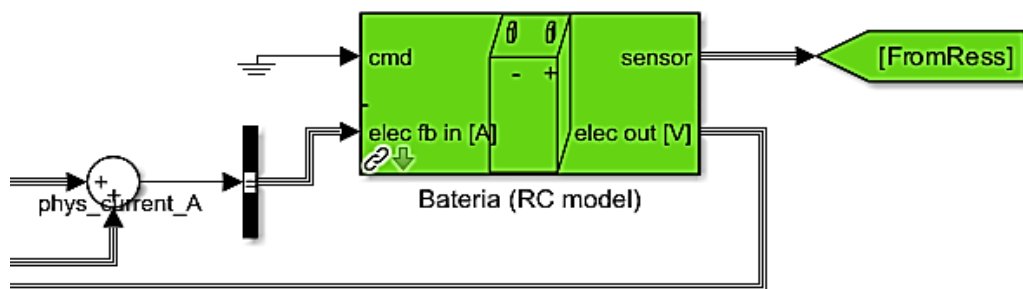 cmd
sensor
[FromRess]
- +
elec fb in [A]
elec out [V]
+
+
phys_current_A
Bateria (RC model)